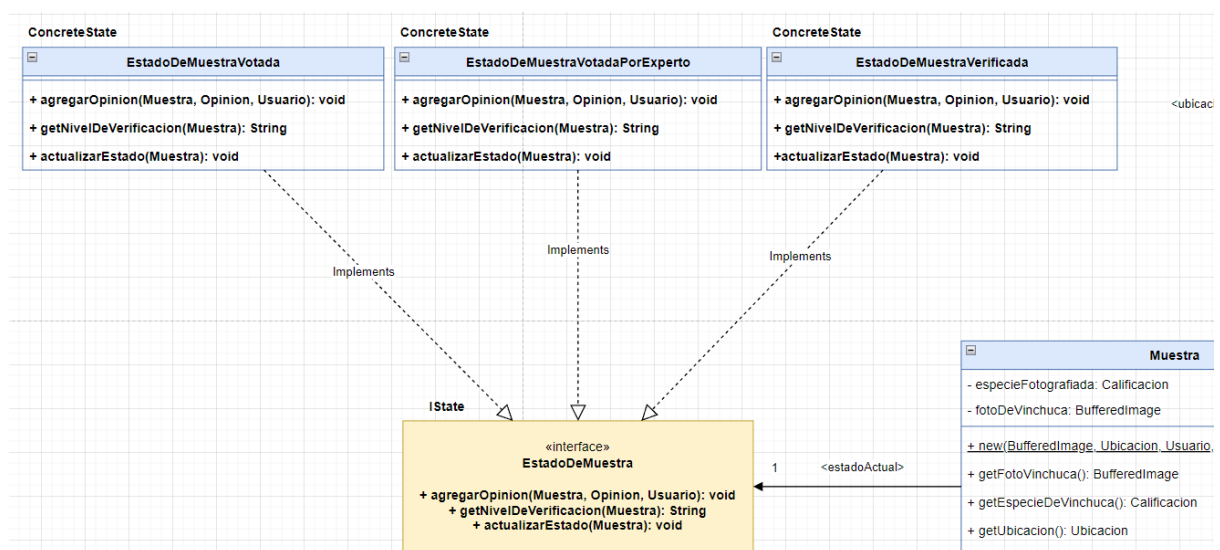 ConcreteState
EstadoDeMuestraVotada
+ agregarOpinion(Muestra, Opinion, Usuario): void
+ getNivelDeVerificacion(Muestra): String
+ actualizarEstado(Muestra): void
ConcreteState
EstadoDeMuestraVotadaPorExperto
+ agregarOpinion(Muestra, Opinion, Usuario): void
+ getNivelDeVerificacion(Muestra): String
+ actualizarEstado(Muestra): void
ConcreteState
EstadoDeMuestraVerificada
+ agregarOpinion(Muestra, Opinion, Usuario): void
+ getNivelDeVerificacion(Muestra): String
+actualizarEstado(Muestra): void
<ubicaci
Implements
Implements
Implements
IState
«interface»
EstadoDeMuestra
+ agregarOpinion(Muestra, Opinion, Usuario): void
+ getNivelDeVerificacion(Muestra): String
+ actualizarEstado(Muestra): void
1
<estadoActual>
Muestra
- especieFotografiada: Calificacion
- fotoDeVinchuca: BufferedImage
+ new(BufferedImage, Ubicacion, Usuario,
+ getFotoVinchuca(): BufferedImage
+ getEspecieDeVinchuca(): Calificacion
+ getUbicacion(): Ubicacion